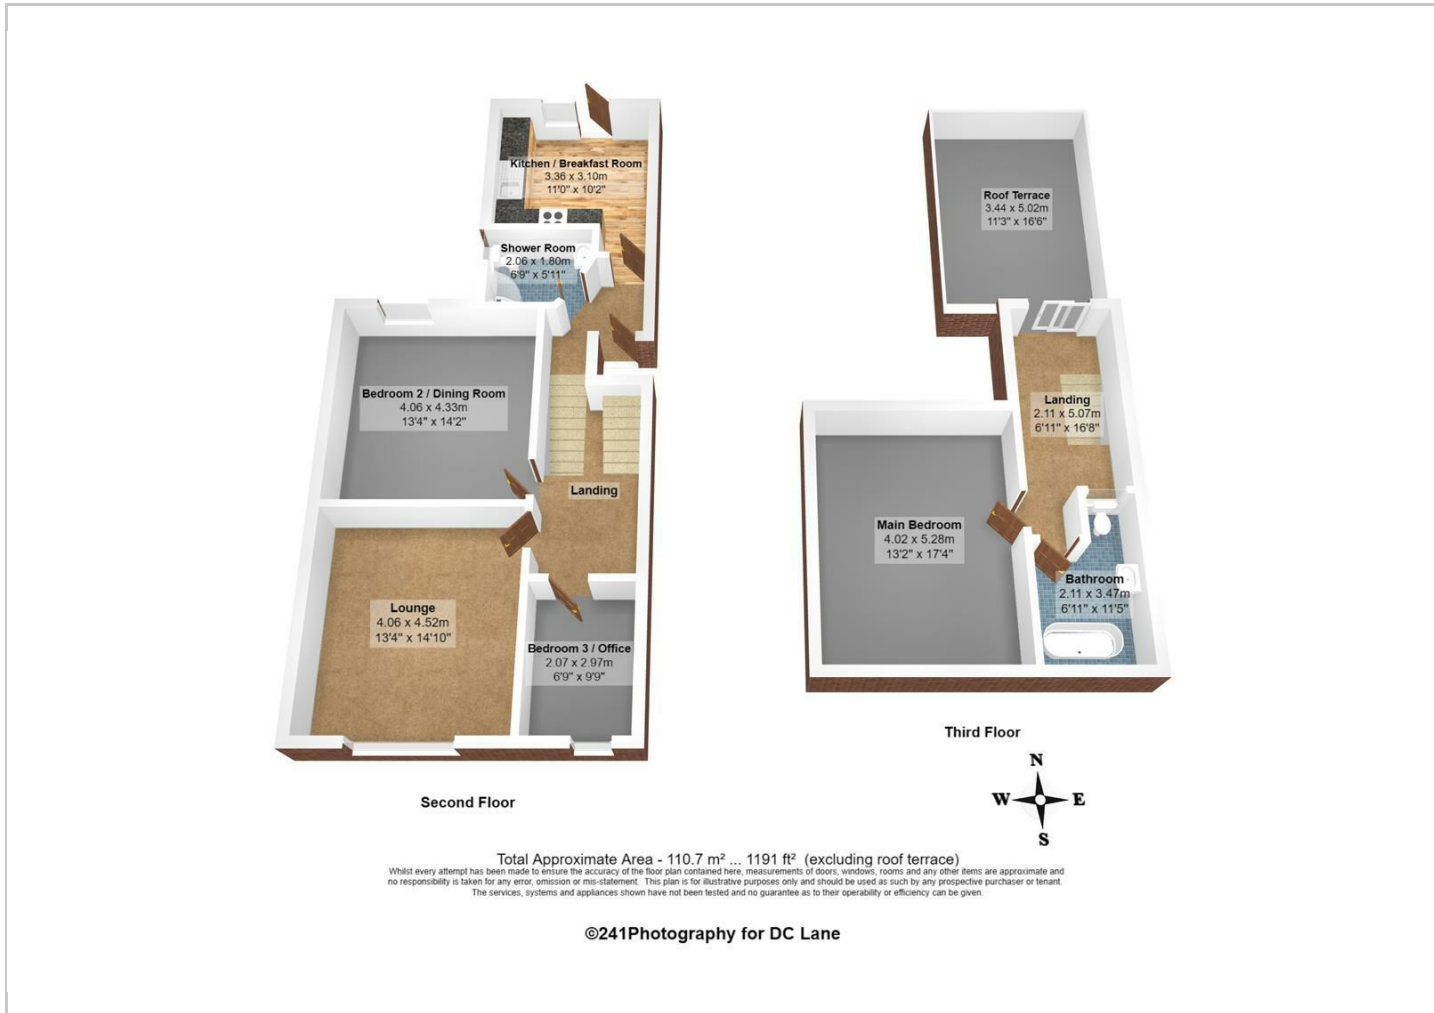 Kitchen / Breakfast Room
3.36 x 3.10m
11'0" x 10'2"
Shower Room
2.06 x 1.80m
6'9" x 5'11"
Bedroom 2 / Dining Room
4.06 x 4.33m
13'4" x 14'2"
Landing
Lounge
4.06 x 4.52m
13'4" x 14'10"
Bedroom 3 / Office
2.07 x 2.97m
6'9" x 9'9"
Second Floor
Roof Terrace
3.44 x 5.02m
11'3" x 16'6"
Landing
2.11 x 5.07m
6'11" x 16'8"
Main Bedroom
4.02 x 5.28m
13'2" x 17'4"
Bathroom
2.11 x 3.47m
6'11" x 11'5"
Third Floor
N
W E
S
Total Approximate Area - 110.7 m² ... 1191 ft² (excluding roof terrace)
Whilst every attempt has been made to ensure the accuracy of the floor plan contained here, measurements of doors, windows, rooms and any other items are approximate and
no responsibility is taken for any error, omission or mis-statement. This plan is for illustrative purposes only and should be used as such by any prospective purchaser or tenant.
The services, systems and appliances shown have not been tested and no guarantee as to their operability or efficiency can be given.
©241Photography for DC Lane